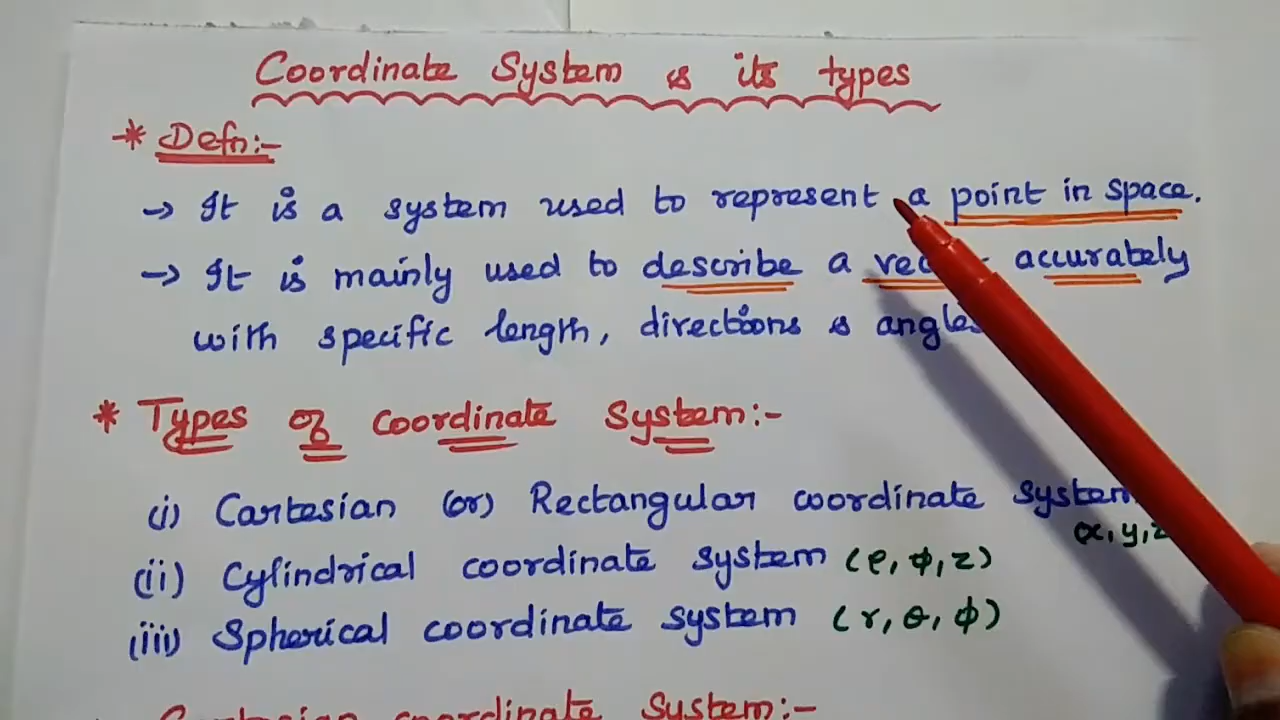 Coordinate System & its types
* Defn:-
→ It is a system used to represent a point in space.
→ It is mainly used to describe a accurately
with specific length, directions & angles
* Types of coordinate System:-
(i) Cartesian (or) Rectangular coordinate system
(x, y, z
(ii) Cylindrical coordinate system (ρ, φ, z)
(iii) Spherical coordinate system (r, θ, φ)
Cartesian coordinate System:-